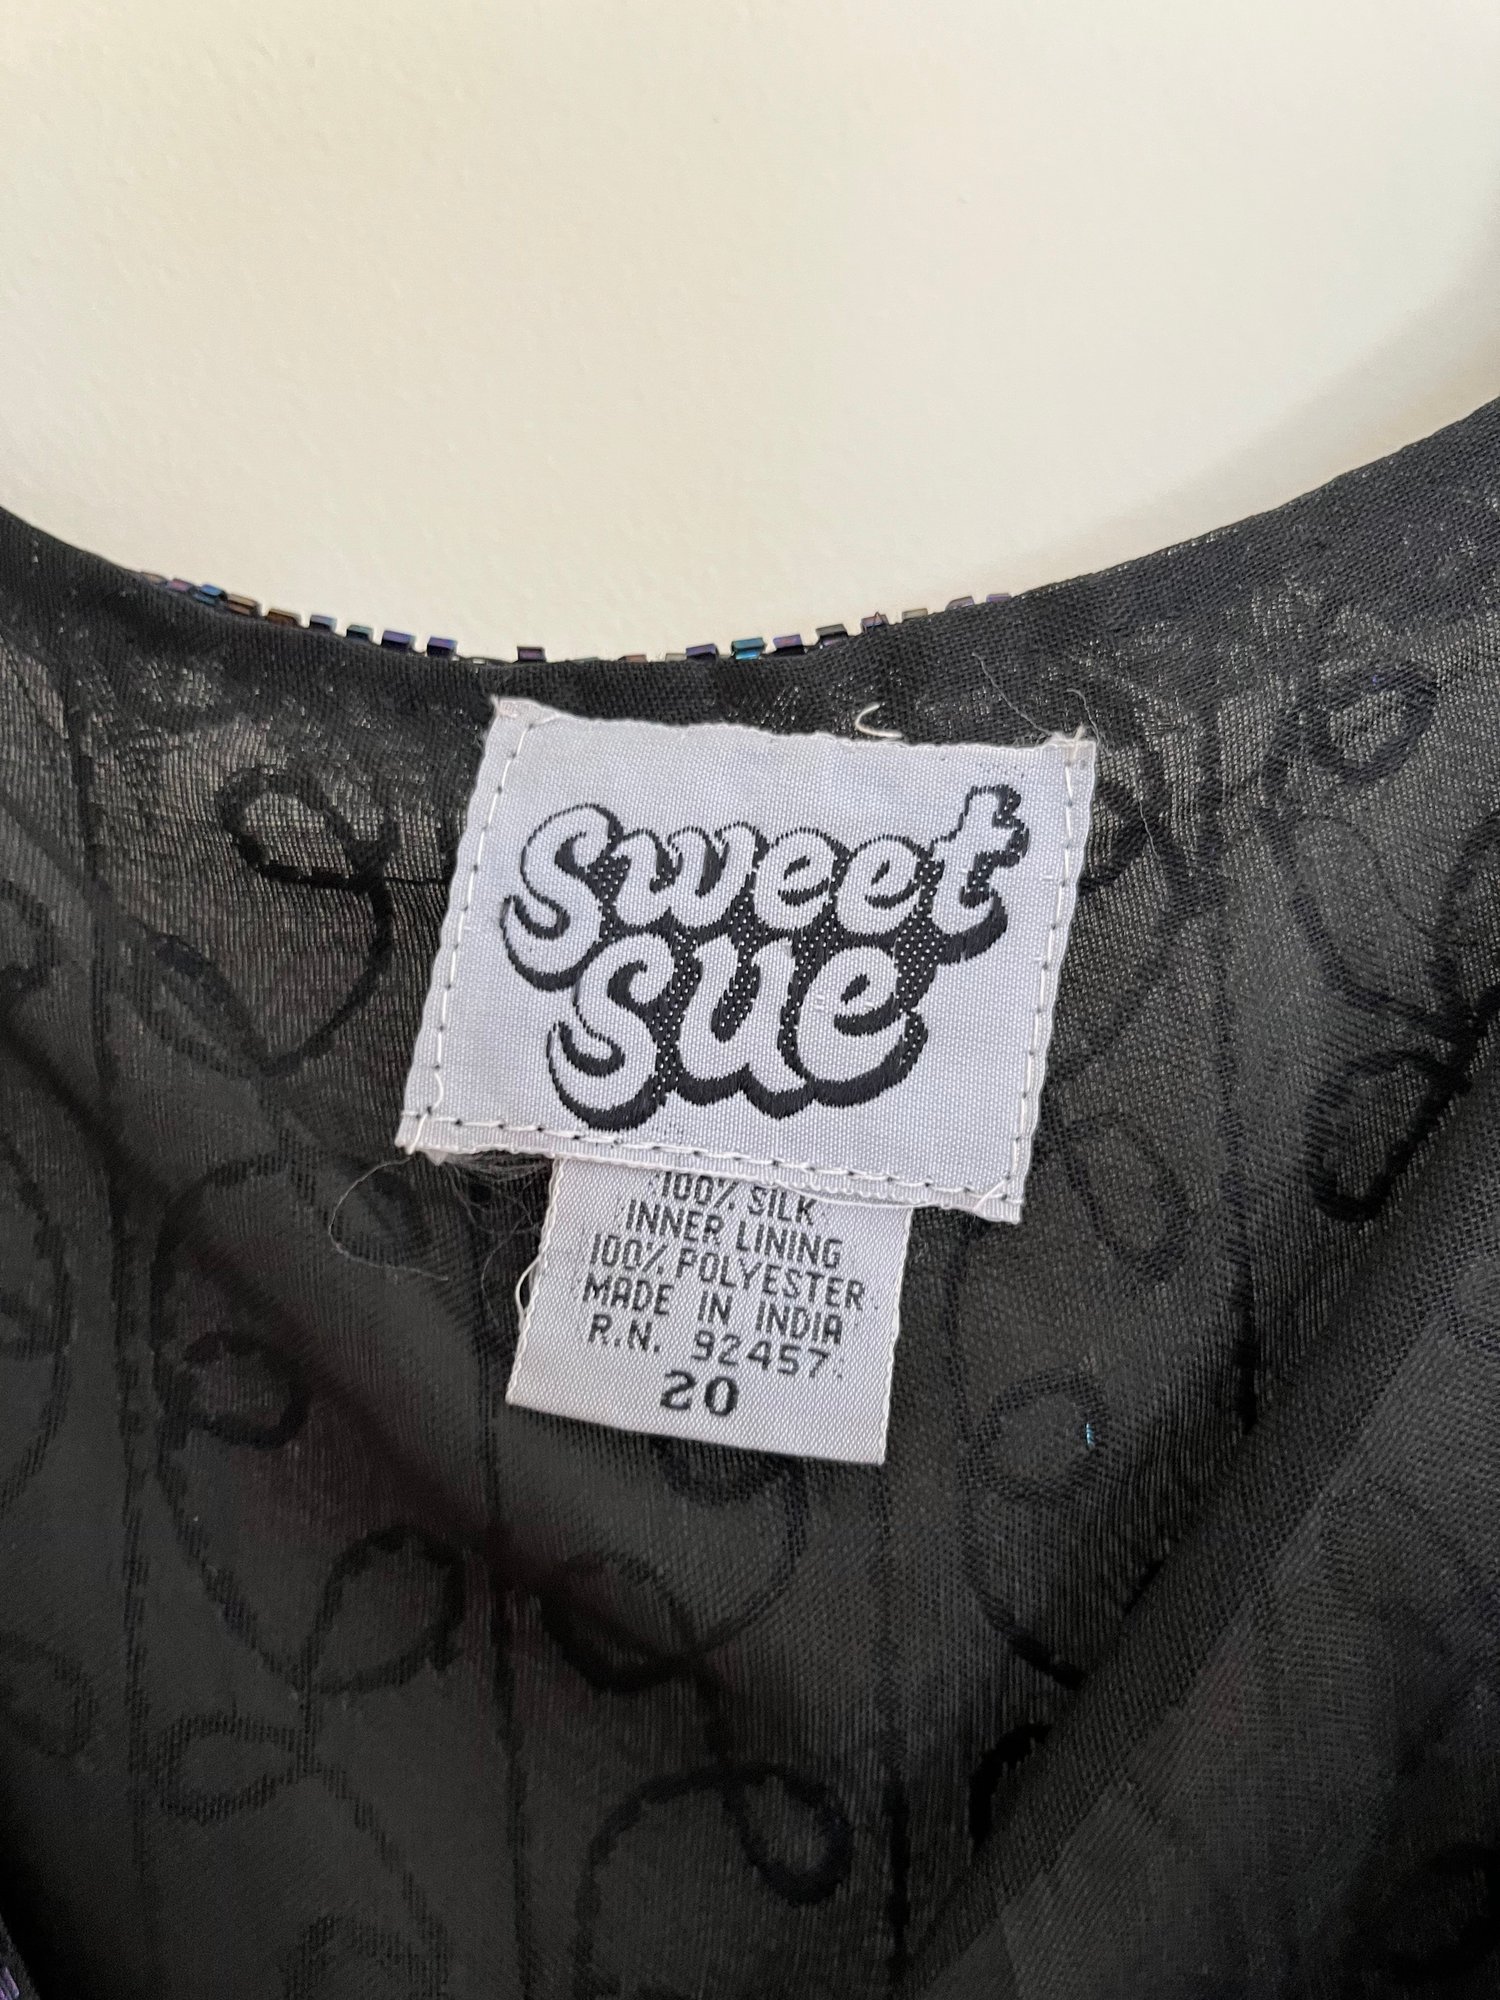 Sweet
Sue
100% SILK
INNER LINING
100% POLYESTER
MADE IN INDIA
R.N. 92457
20